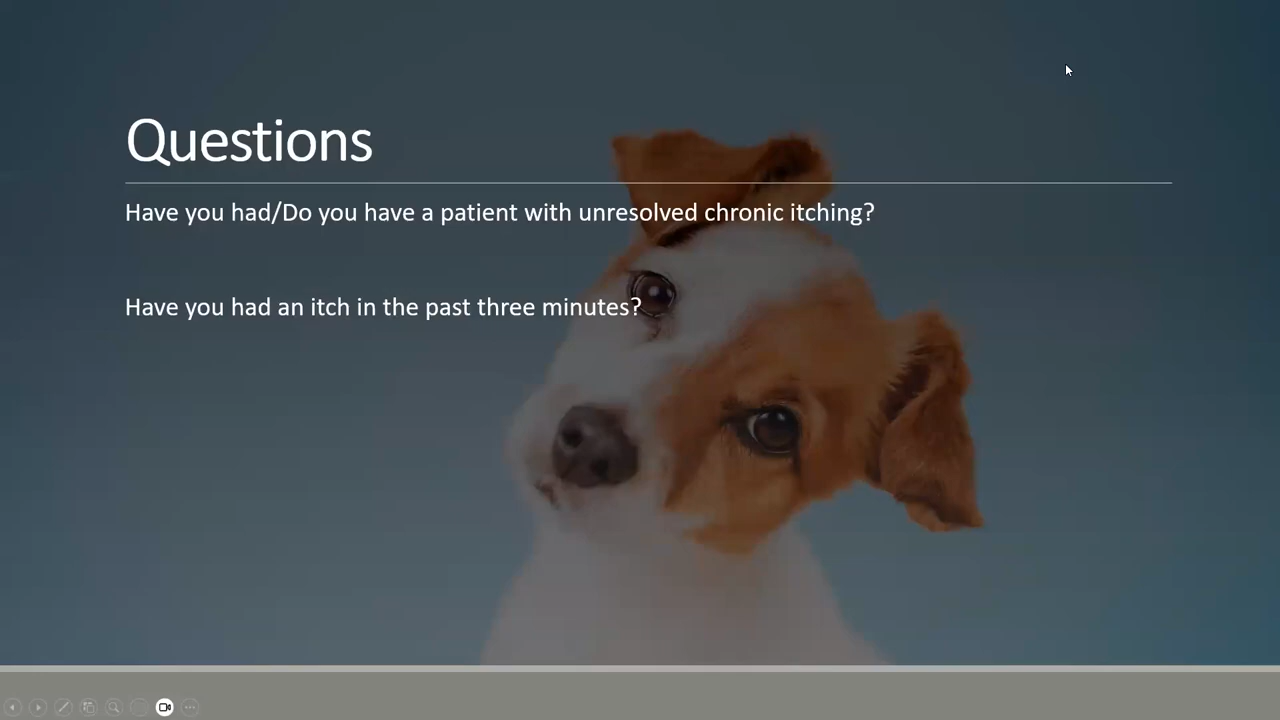 Questions
Have you had/Do you have a patient with unresolved chronic itching?
Have you had an itch in the past three minutes?